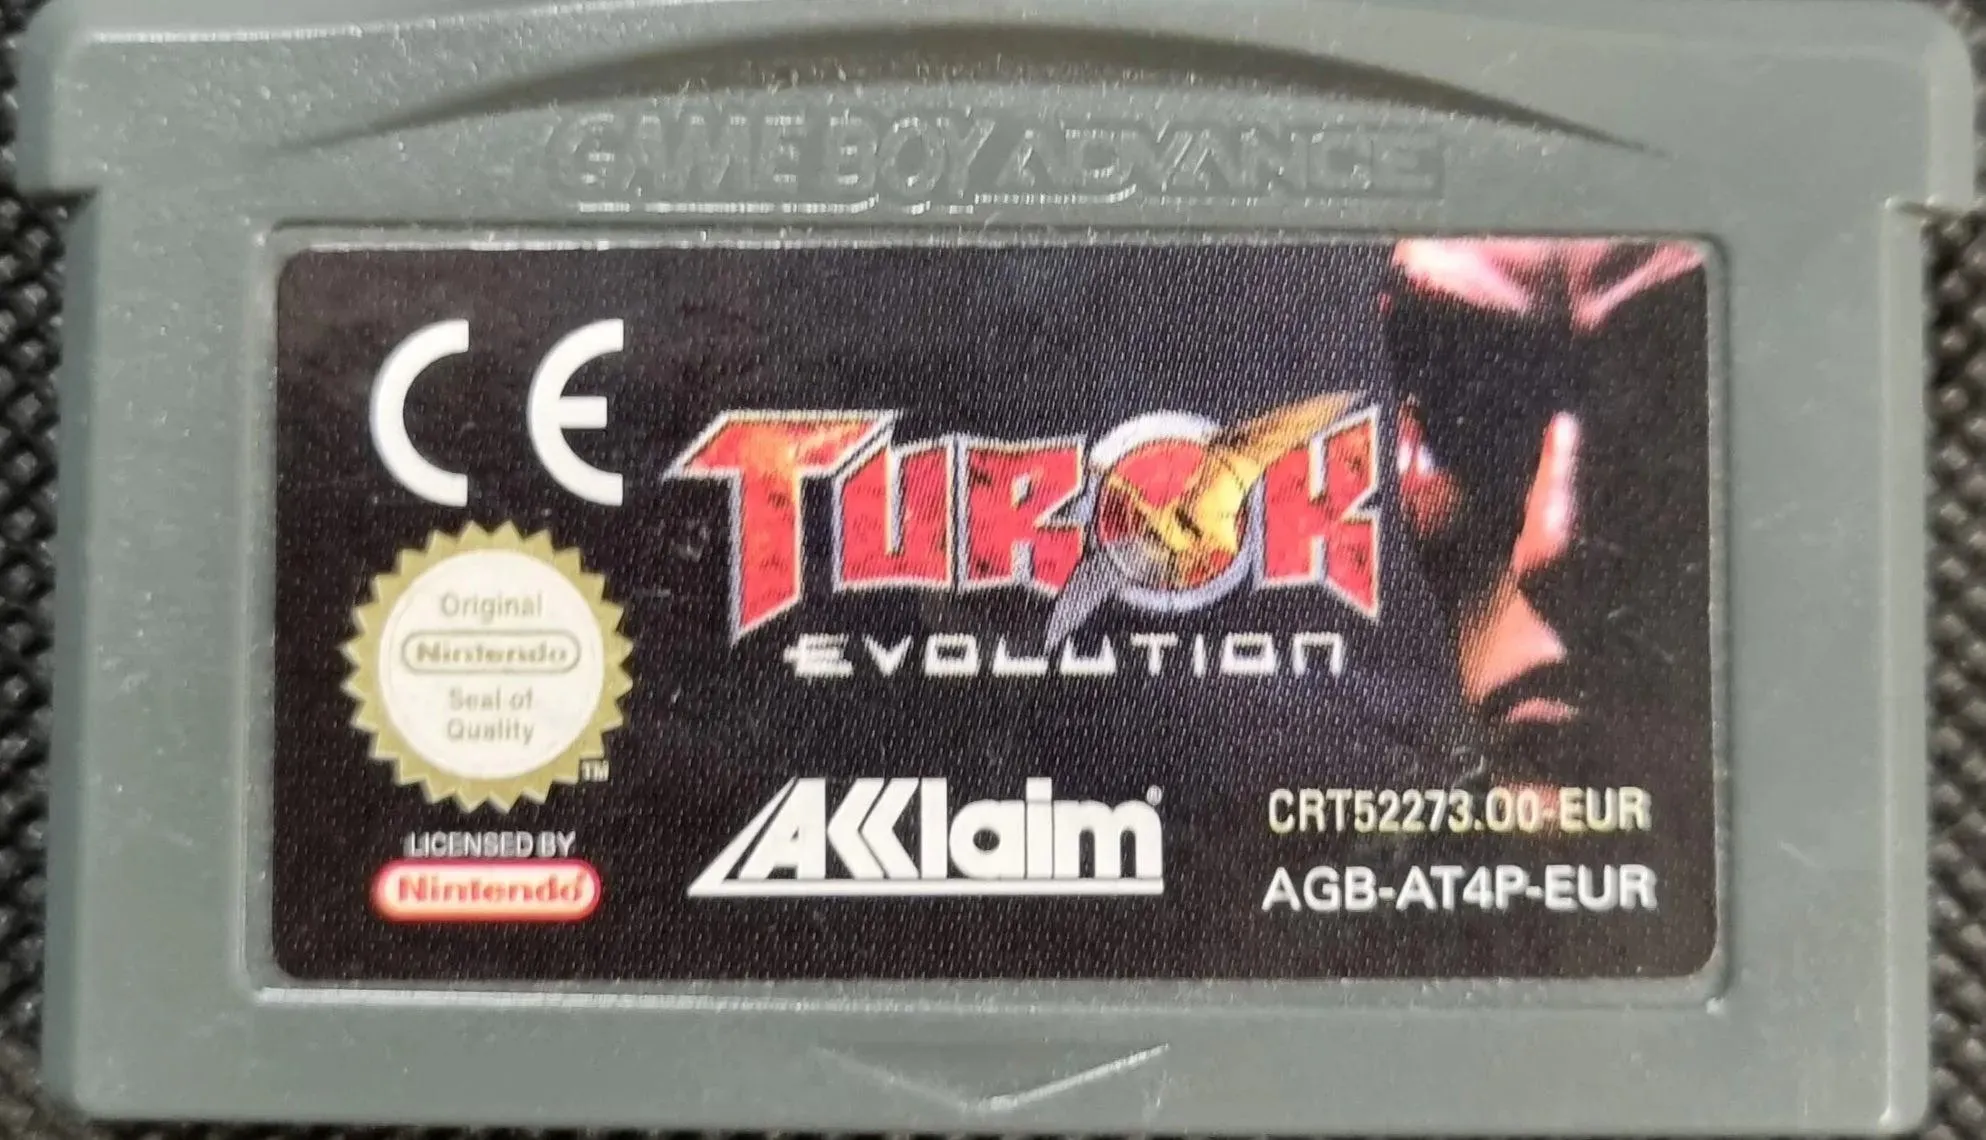 GAME BOY ADVANCE
CE
TUROK
EVOLUTION
Original
Nintendo
Seal of
Quality
TM
LICENSED BY
Nintendo®
AKKlaim®
CRT52273.00-EUR
AGB-AT4P-EUR